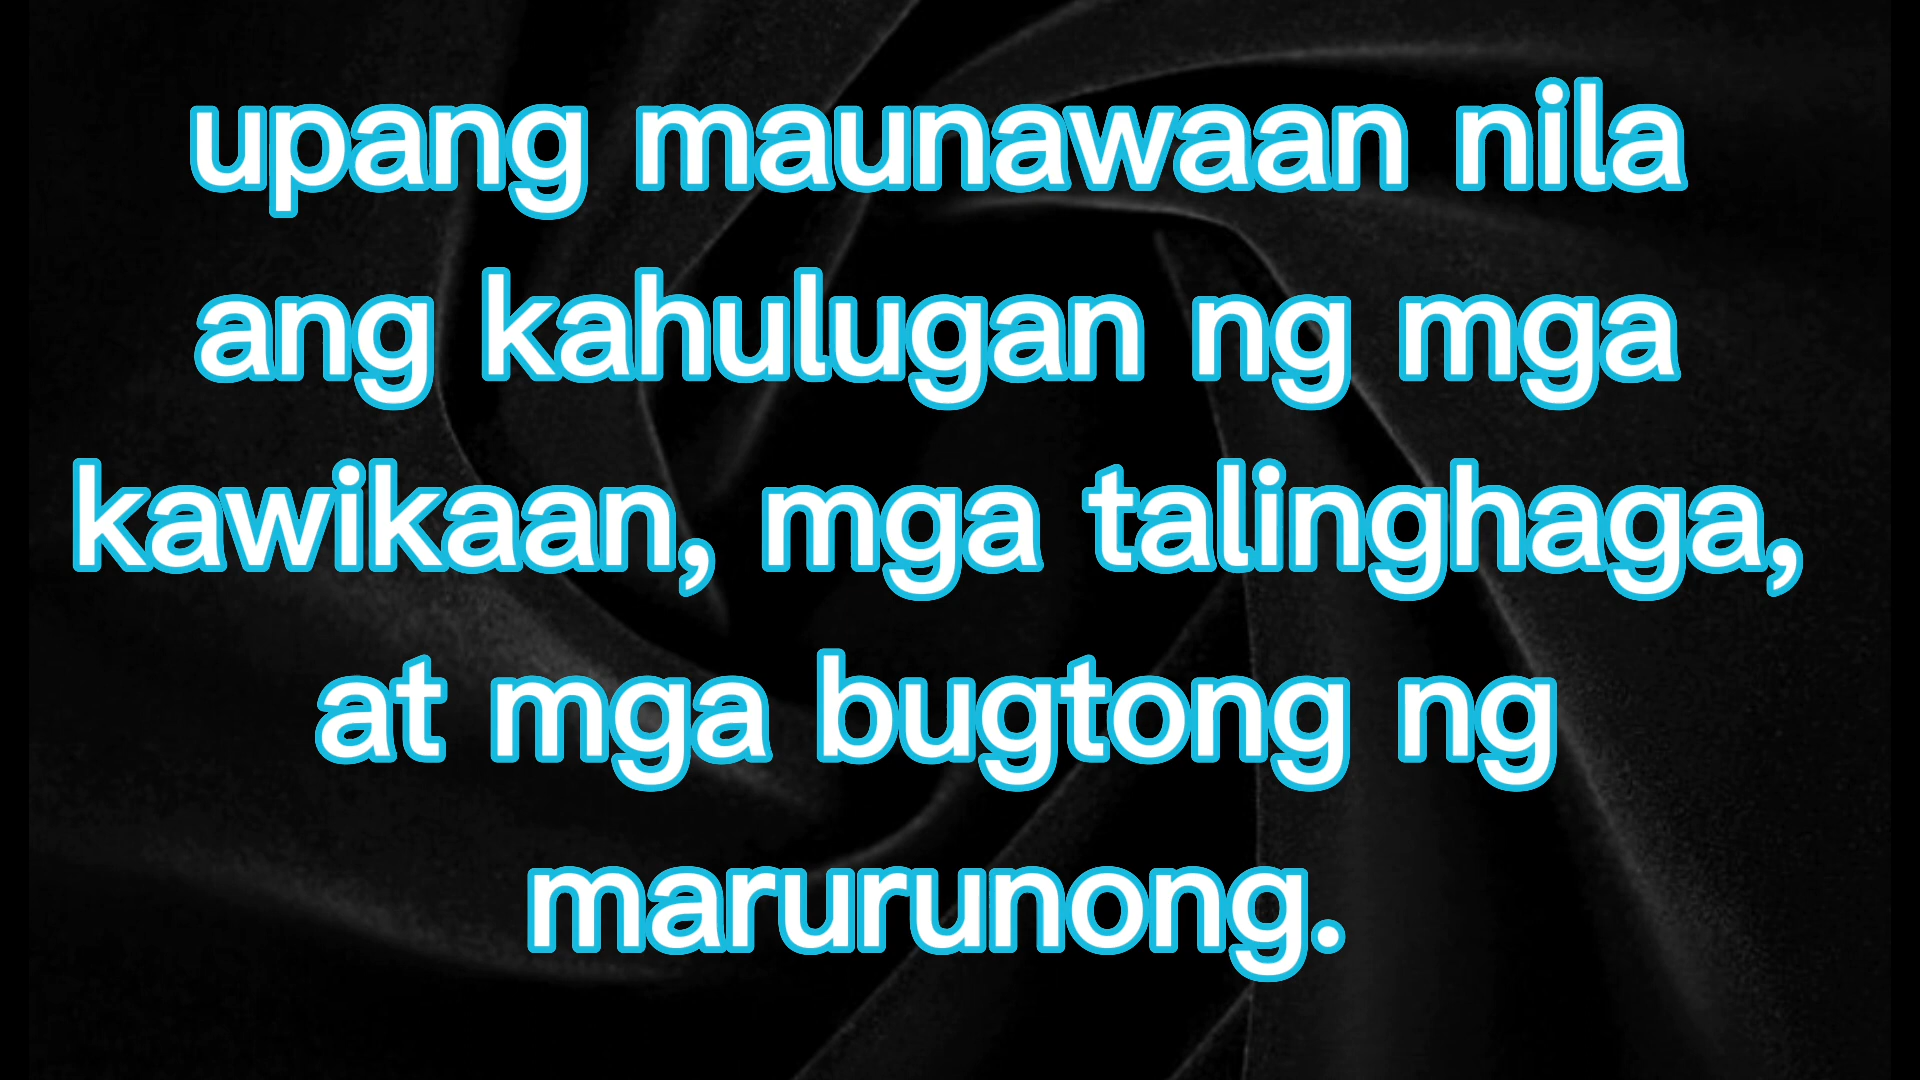 upang maunawaan nila
ang kahulugan ng mga
kawikaan, mga talinghaga,
at mga bugtong ng
marurunong.